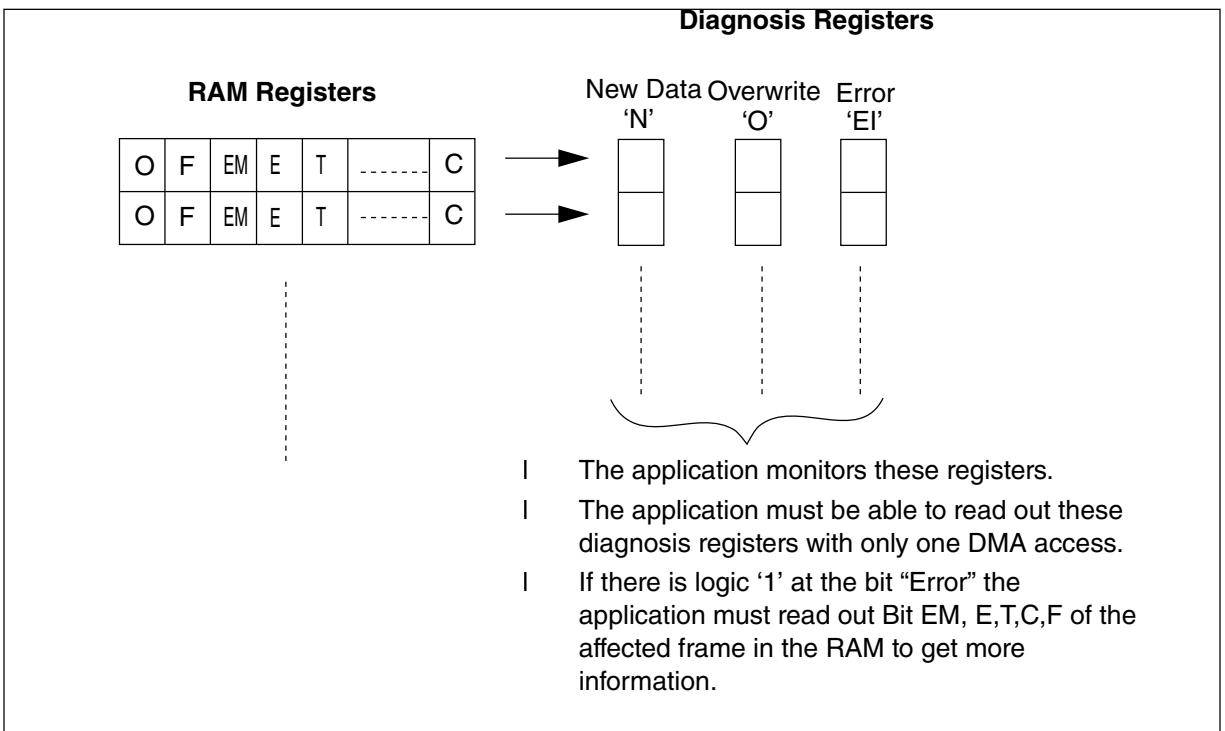 Diagnosis Registers
RAM Registers
New Data Overwrite Error
‘N’ ‘O’ ‘EI’
O F EM E T C
O F EM E T C
l The application monitors these registers.
l The application must be able to read out these
diagnosis registers with only one DMA access.
l If there is logic ‘1’ at the bit “Error” the
application must read out Bit EM, E,T,C,F of the
affected frame in the RAM to get more
information.